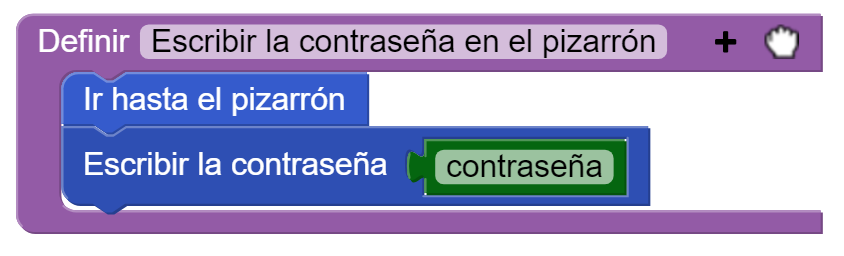 Definir Escribir la contraseña en el pizarrón +
Ir hasta el pizarrón
Escribir la contraseña contraseña